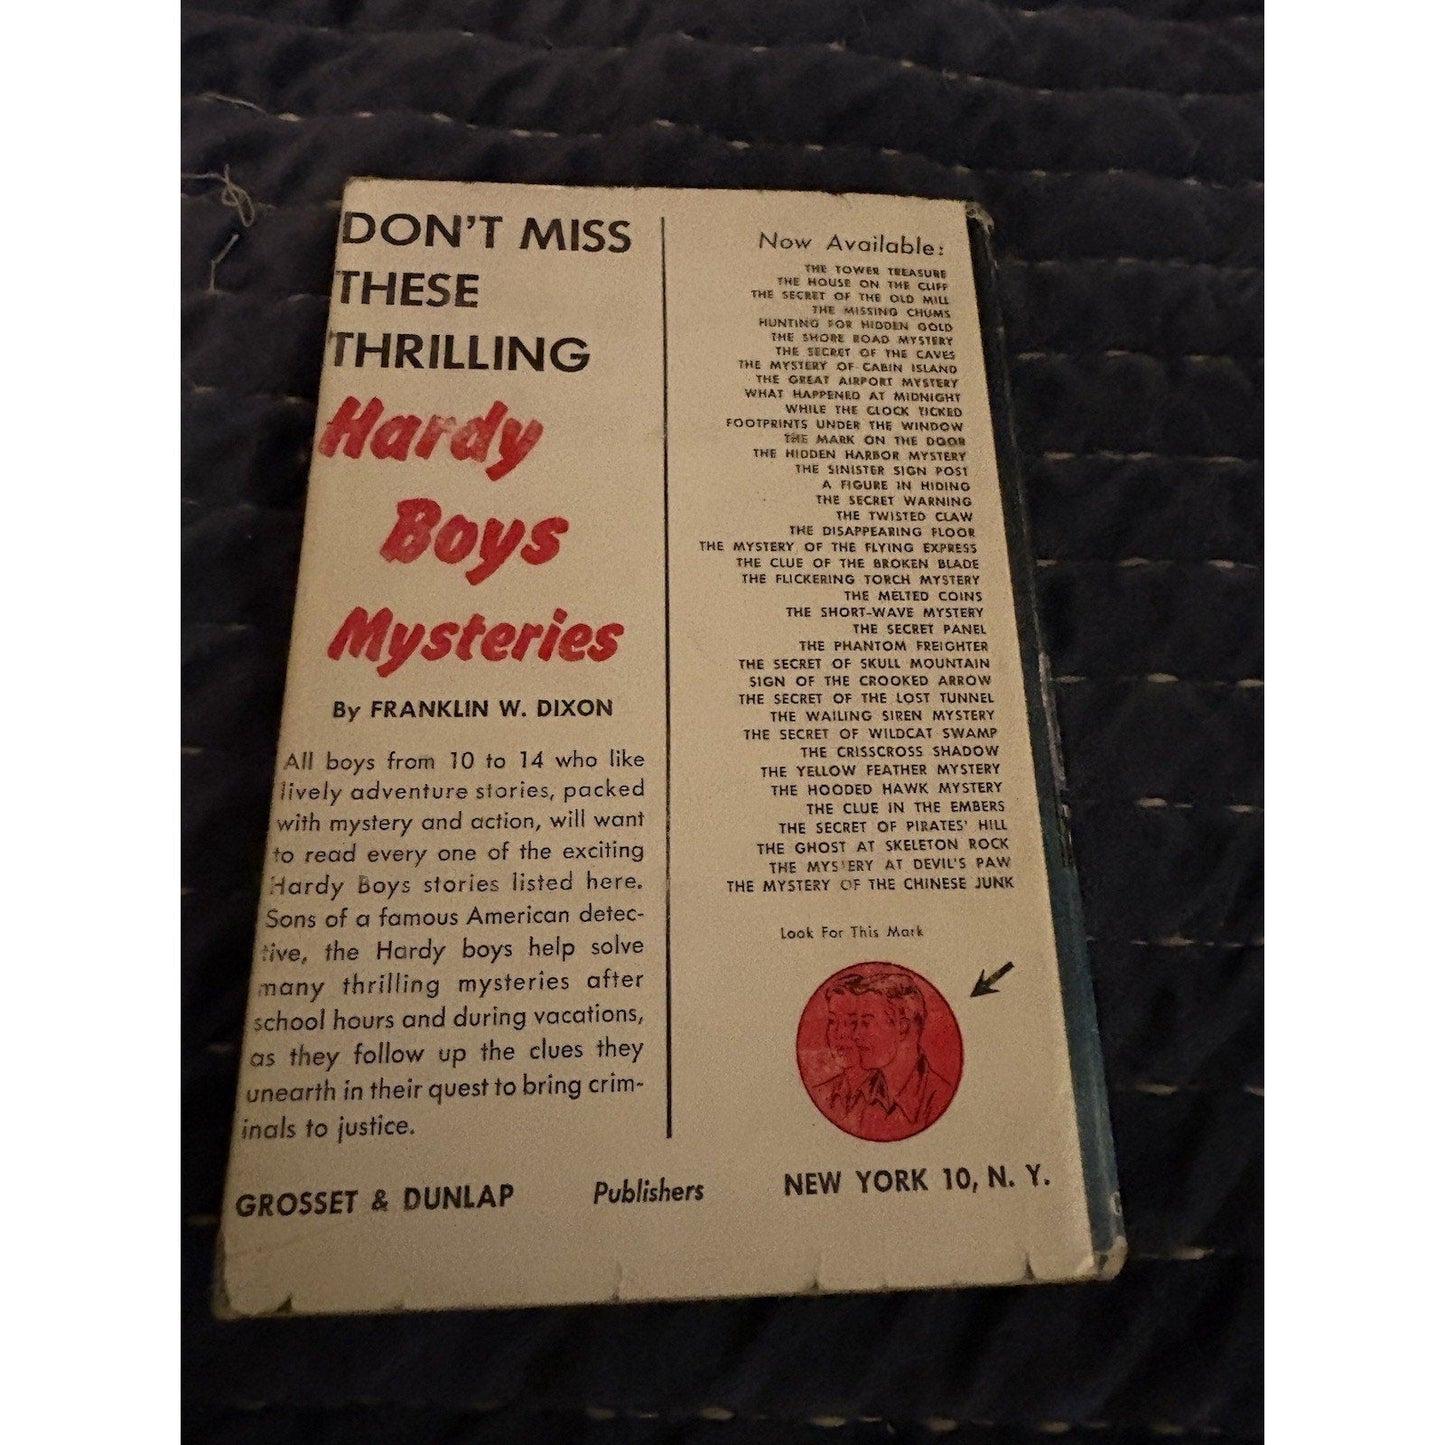 DON'T MISS
THESE
THRILLING
Hardy
Boys
Mysteries
By FRANKLIN W. DIXON
All boys from 10 to 14 who like
lively adventure stories, packed
with mystery and action, will want
to read every one of the exciting
Hardy Boys stories listed here.
Sons of a famous American detec-
tive, the Hardy boys help solve
many thrilling mysteries after
school hours and during vacations,
as they follow up the clues they
unearth in their quest to bring crim-
inals to justice.
Now Available:
THE TOWER TREASURE
THE HOUSE ON THE CLIFF
THE SECRET OF THE OLD MILL
THE MISSING CHUMS
HUNTING FOR HIDDEN GOLD
THE SHORE ROAD MYSTERY
THE SECRET OF THE CAVES
THE MYSTERY OF CABIN ISLAND
THE GREAT AIRPORT MYSTERY
WHAT HAPPENED AT MIDNIGHT
WHILE THE CLOCK TICKED
FOOTPRINTS UNDER THE WINDOW
THE MARK ON THE DOOR
THE HIDDEN HARBOR MYSTERY
THE SINISTER SIGN POST
A FIGURE IN HIDING
THE SECRET WARNING
THE TWISTED CLAW
THE DISAPPEARING FLOOR
THE MYSTERY OF THE FLYING EXPRESS
THE CLUE OF THE BROKEN BLADE
THE FLICKERING TORCH MYSTERY
THE MELTED COINS
THE SHORT-WAVE MYSTERY
THE SECRET PANEL
THE PHANTOM FREIGHTER
THE SECRET OF SKULL MOUNTAIN
SIGN OF THE CROOKED ARROW
THE SECRET OF THE LOST TUNNEL
THE WAILING SIREN MYSTERY
THE SECRET OF WILDCAT SWAMP
THE CRISSCROSS SHADOW
THE YELLOW FEATHER MYSTERY
THE HOODED HAWK MYSTERY
THE CLUE IN THE EMBERS
THE SECRET OF PIRATES' HILL
THE GHOST AT SKELETON ROCK
THE MYSTERY AT DEVIL'S PAW
THE MYSTERY OF THE CHINESE JUNK
Look For This Mark
GROSSET & DUNLAP Publishers NEW YORK 10, N. Y.